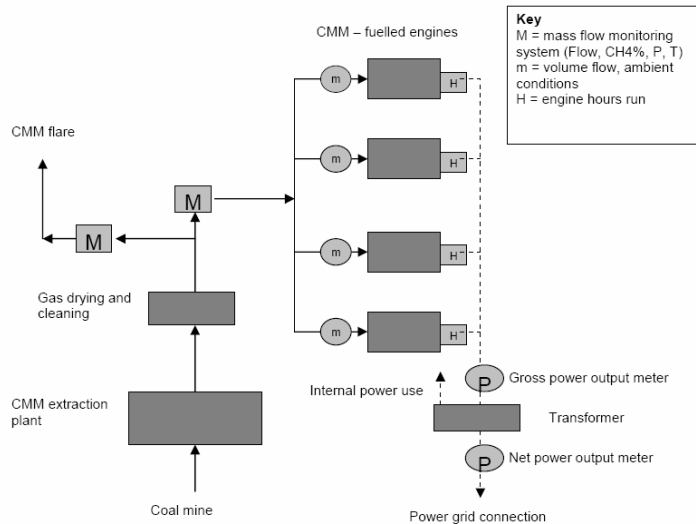 CMM – fuelled engines
Key
M = mass flow monitoring
system (Flow, CH4%, P, T)
m = volume flow, ambient
conditions
H = engine hours run
m
H
CMM flare
m
H
M
M
m
H
Gas drying and
cleaning
m
H
Internal power use
P
Gross power output meter
CMM extraction
plant
Transformer
P
Net power output meter
Coal mine
Power grid connection